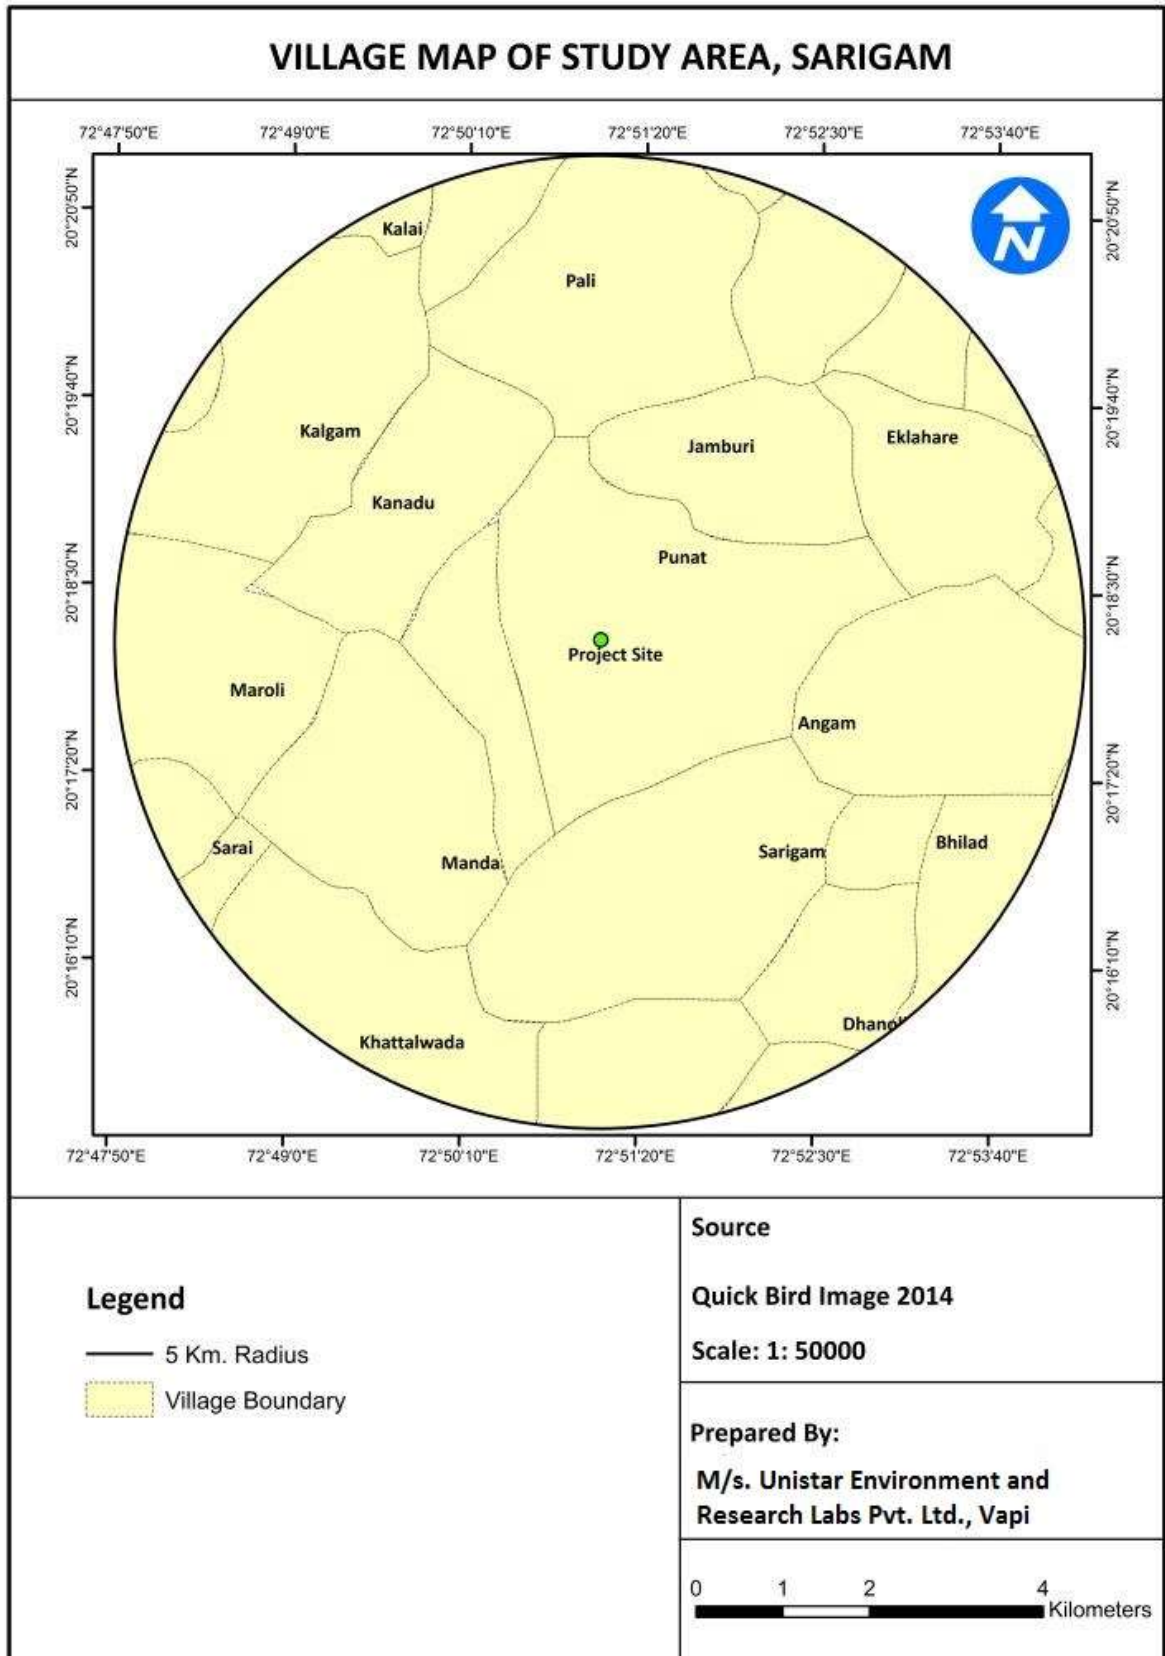 VILLAGE MAP OF STUDY AREA, SARIGAM
72°47'50"E 72°49'0"E 72°50'10"E 72°51'20"E 72°52'30"E 72°53'40"E
20°20'50"N
20°20'50"N
N
Kalai
Pali
20°19'40"N
20°19'40"N
Kalgam
Eklahare
Jamburi
Kanadu
20°18'30"N
20°18'30"N
Punat
Project Site
Maroli
Angam
20°17'20"N
20°17'20"N
Bhilad
Sarai
Sarigam
Manda
20°16'10"N
20°16'10"N
Dhanol
Khattalwada
72°47'50"E 72°49'0"E 72°50'10"E 72°51'20"E 72°52'30"E 72°53'40"E
Legend
5 Km. Radius
Village Boundary
Source
Quick Bird Image 2014
Scale: 1: 50000
Prepared By:
M/s. Unistar Environment and
Research Labs Pvt. Ltd., Vapi
0 1 2 4
Kilometers